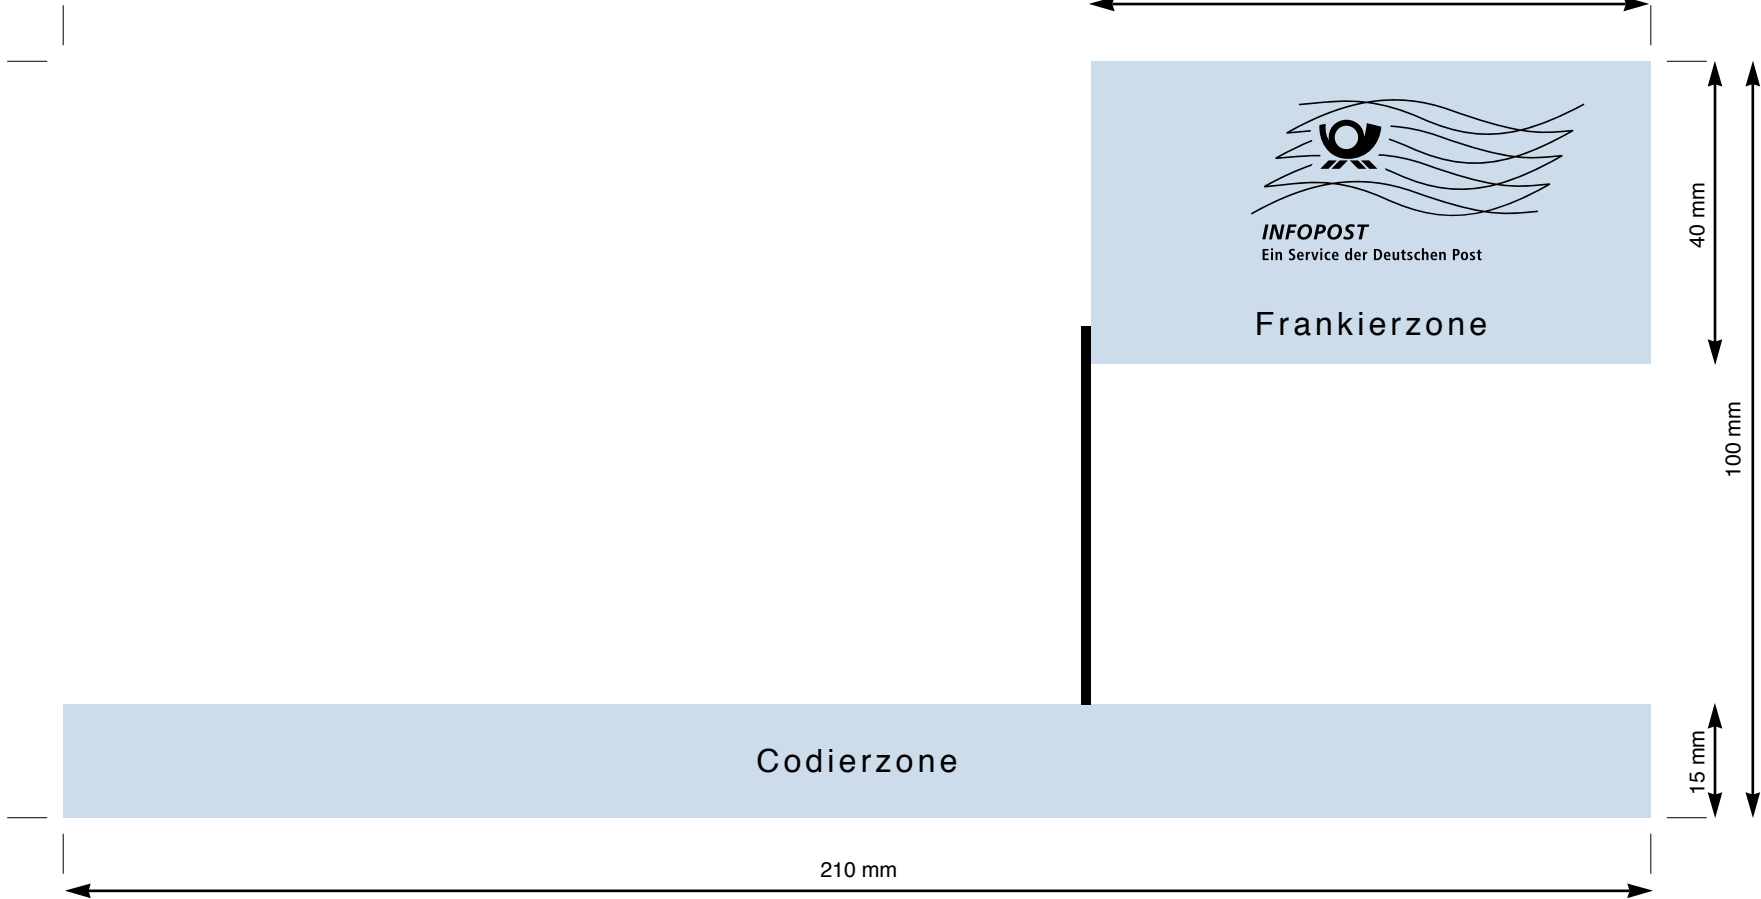 INFOPOST
Ein Service der Deutschen Post
Frankierzone
40 mm
100 mm
Codierzone
15 mm
210 mm